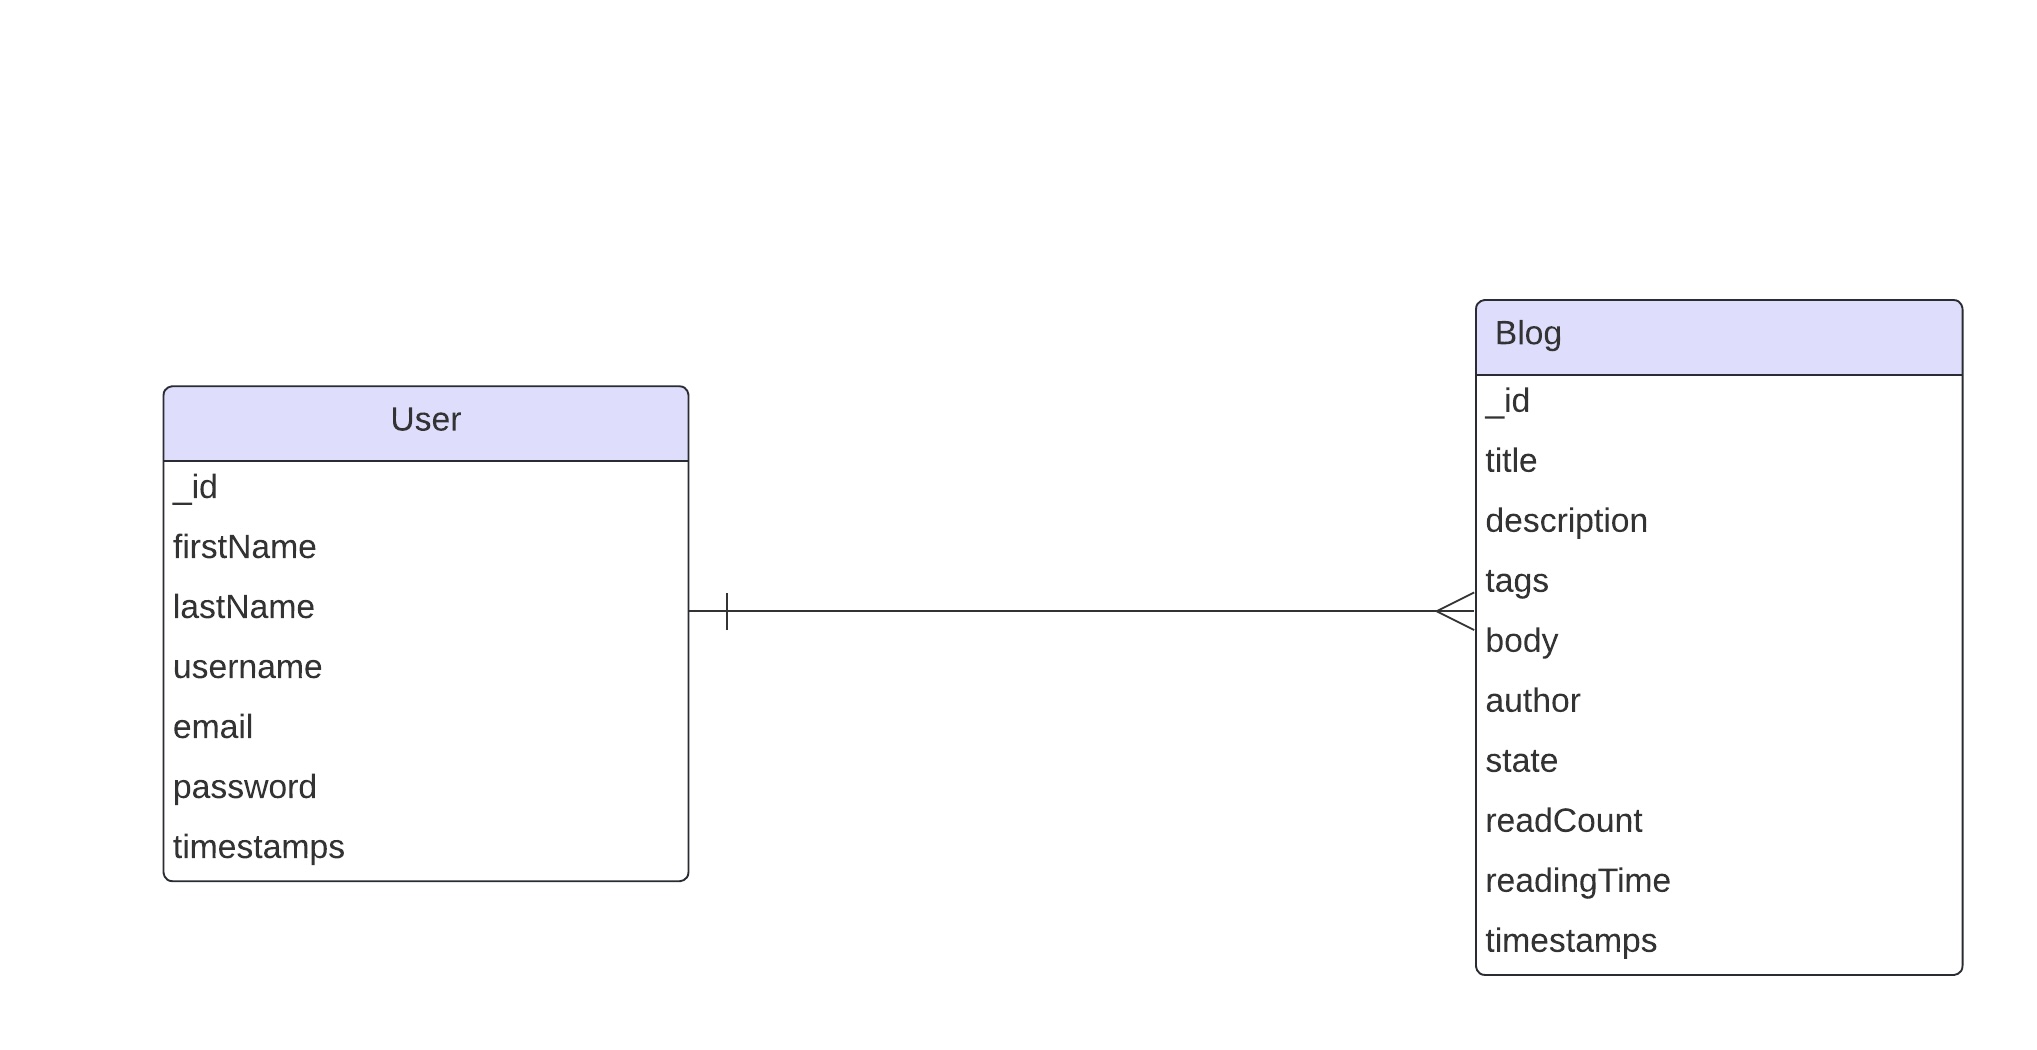 User
_id
firstName
lastName
username
email
password
timestamps
Blog
_id
title
description
tags
body
author
state
readCount
readingTime
timestamps